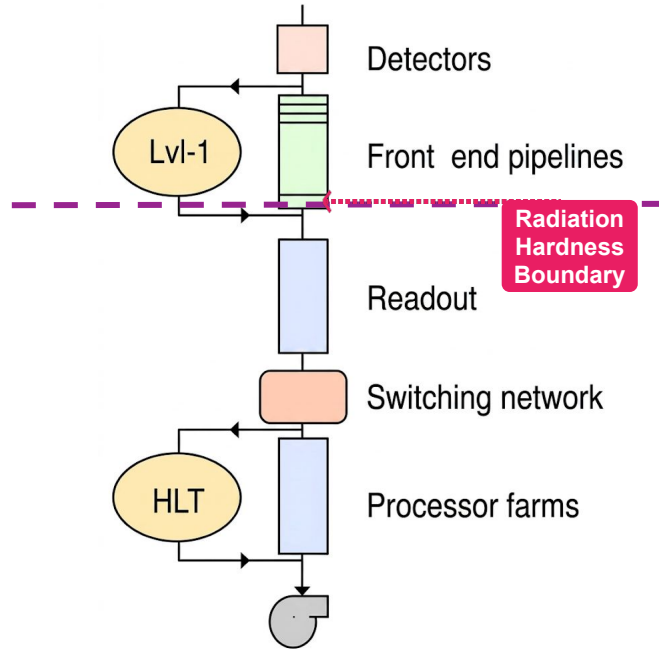 Detectors
Lvl-1
Front end pipelines
Radiation
Hardness
Boundary
Readout
Switching network
HLT
Processor farms